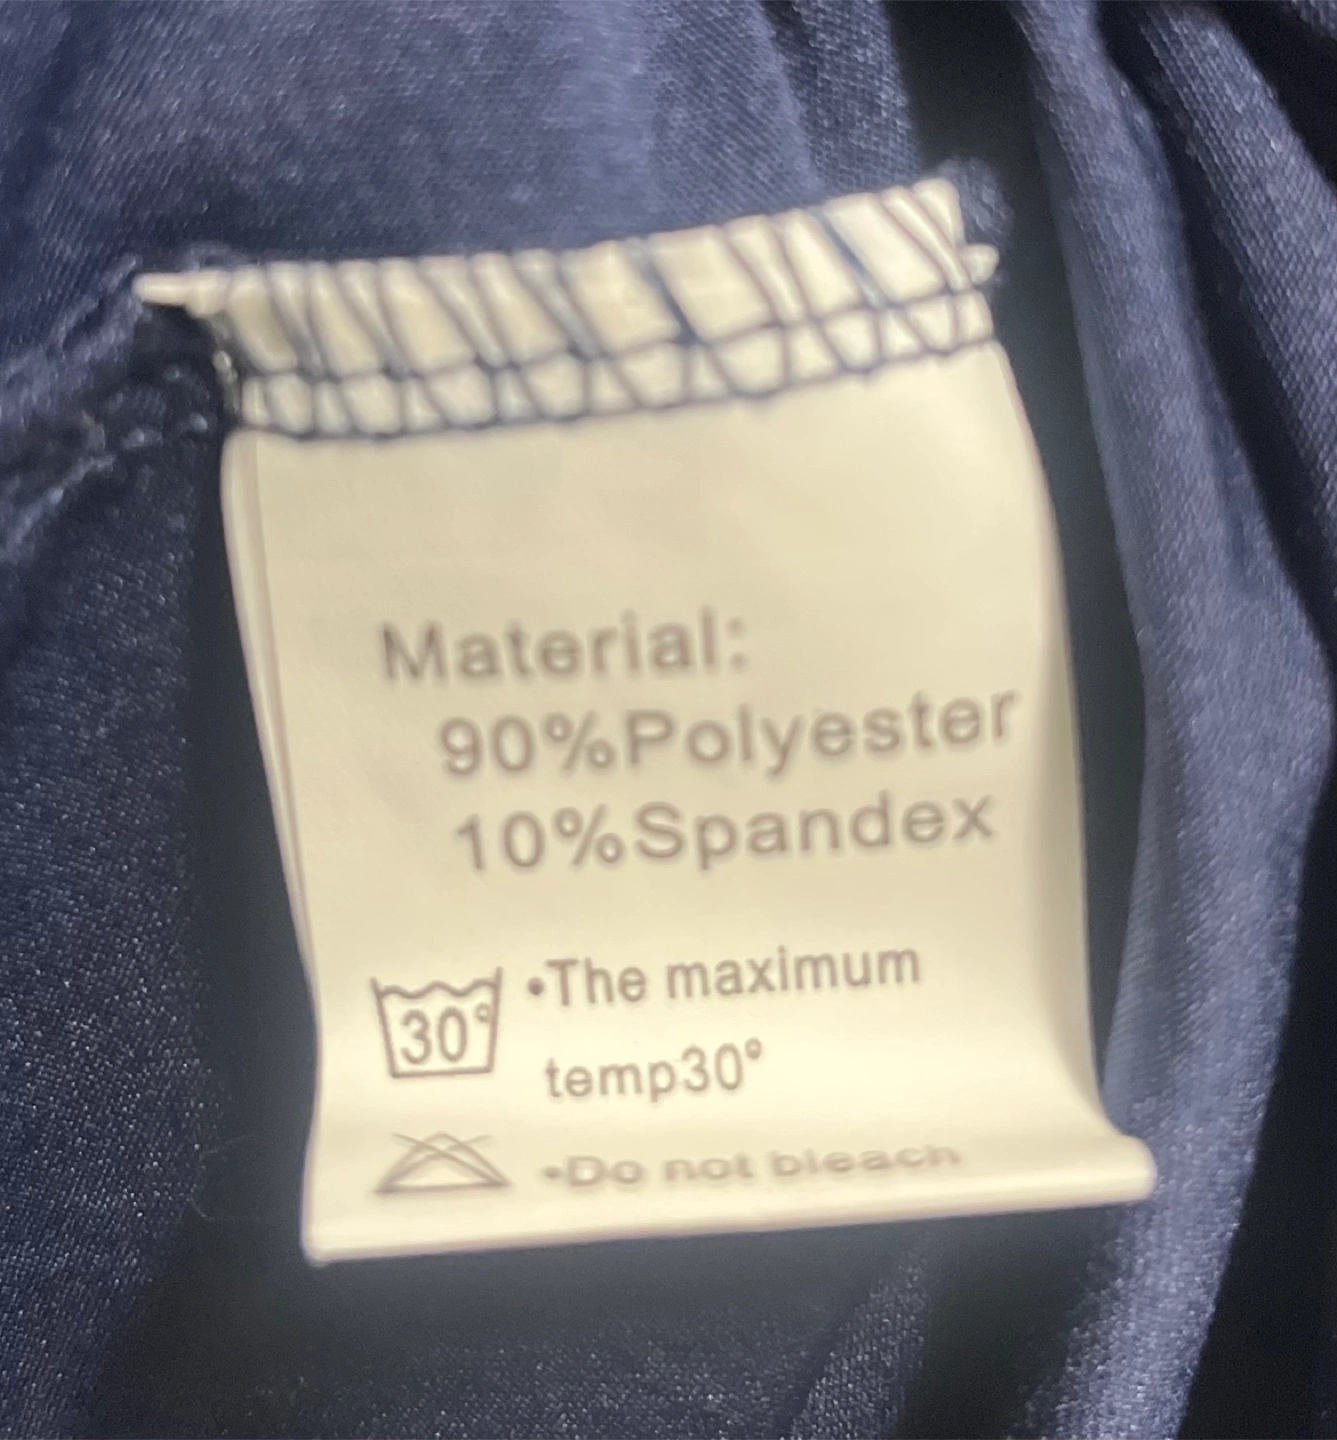 Material:
90%Polyester
10%Spandex
30°
•The maximum
temp30°
•Do not bleach